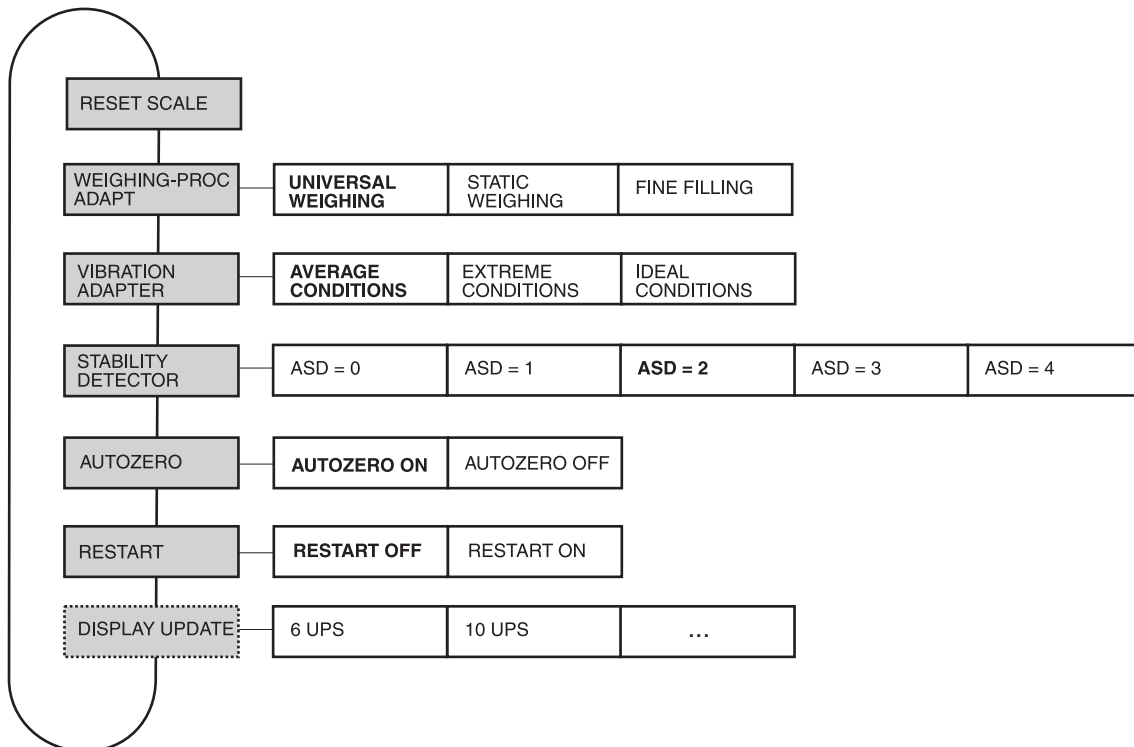 RESET SCALE
WEIGHING-PROC
ADAPT
UNIVERSAL
WEIGHING
STATIC
WEIGHING
FINE FILLING
VIBRATION
ADAPTER
AVERAGE
CONDITIONS
EXTREME
CONDITIONS
IDEAL
CONDITIONS
STABILITY
DETECTOR
ASD = 0
ASD = 1
ASD = 2
ASD = 3
ASD = 4
AUTOZERO
AUTOZERO ON
AUTOZERO OFF
RESTART
RESTART OFF
RESTART ON
DISPLAY UPDATE
6 UPS
10 UPS
...